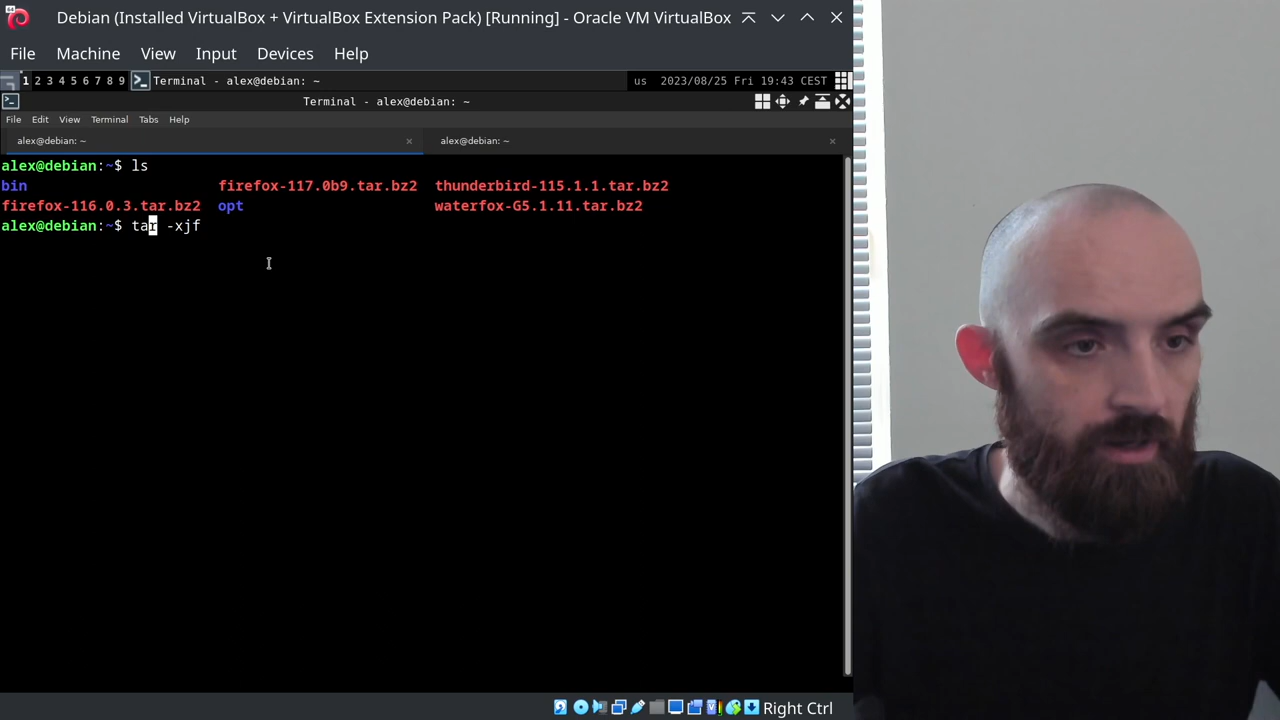 Debian (Installed VirtualBox + VirtualBox Extension Pack) [Running] - Oracle VM VirtualBox
File Machine View Input Devices Help
1 2 3 4 5 6 7 8 9 Terminal - alex@debian: ~ us 2023/08/25 Fri 19:43 CEST
Terminal - alex@debian: ~
File Edit View Terminal Tabs Help
alex@debian: ~ × alex@debian: ~ ×
alex@debian:~$ ls
bin firefox-117.0b9.tar.bz2 thunderbird-115.1.1.tar.bz2
firefox-116.0.3.tar.bz2 opt waterfox-G5.1.11.tar.bz2
alex@debian:~$ tar -xjf
Right Ctrl